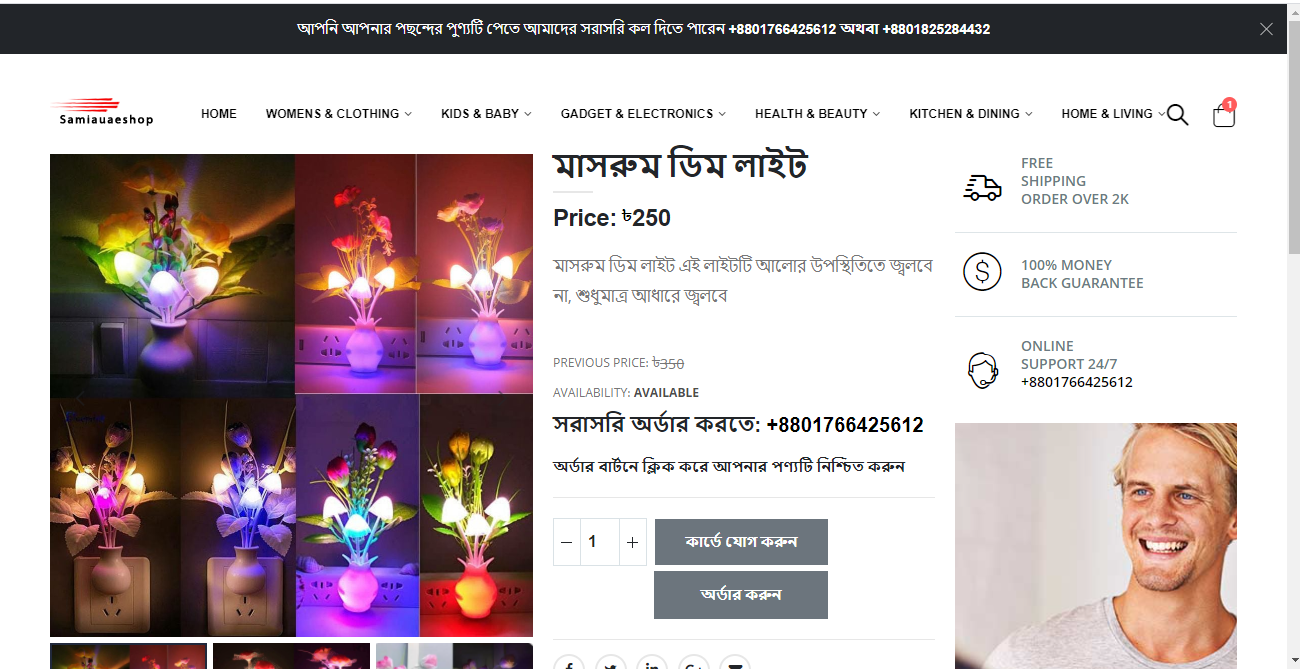 আপনি আপনার পছন্দের পুণ্যটি পেতে আমাদের সরাসরি কল দিতে পারেন +8801766425612 অথবা +8801825284432
Samiauaeshop
HOME WOMENS & CLOTHING KIDS & BABY GADGET & ELECTRONICS HEALTH & BEAUTY KITCHEN & DINING HOME & LIVING
1
মাসরুম ডিম লাইট
Price: ৳250
মাসরুম ডিম লাইট এই লাইটটি আলোর উপস্থিতিতে জ্বলবে
না, শুধুমাত্র আধারে জ্বলবে
PREVIOUS PRICE: ৳350
AVAILABILITY: AVAILABLE
সরাসরি অর্ডার করতে: +8801766425612
অর্ডার বাটনে ক্লিক করে আপনার পণ্যটি নিশ্চিত করুন
1
কার্ডে যোগ করুন
অর্ডার করুন
FREE
SHIPPING
ORDER OVER 2K
100% MONEY
BACK GUARANTEE
ONLINE
SUPPORT 24/7
+8801766425612